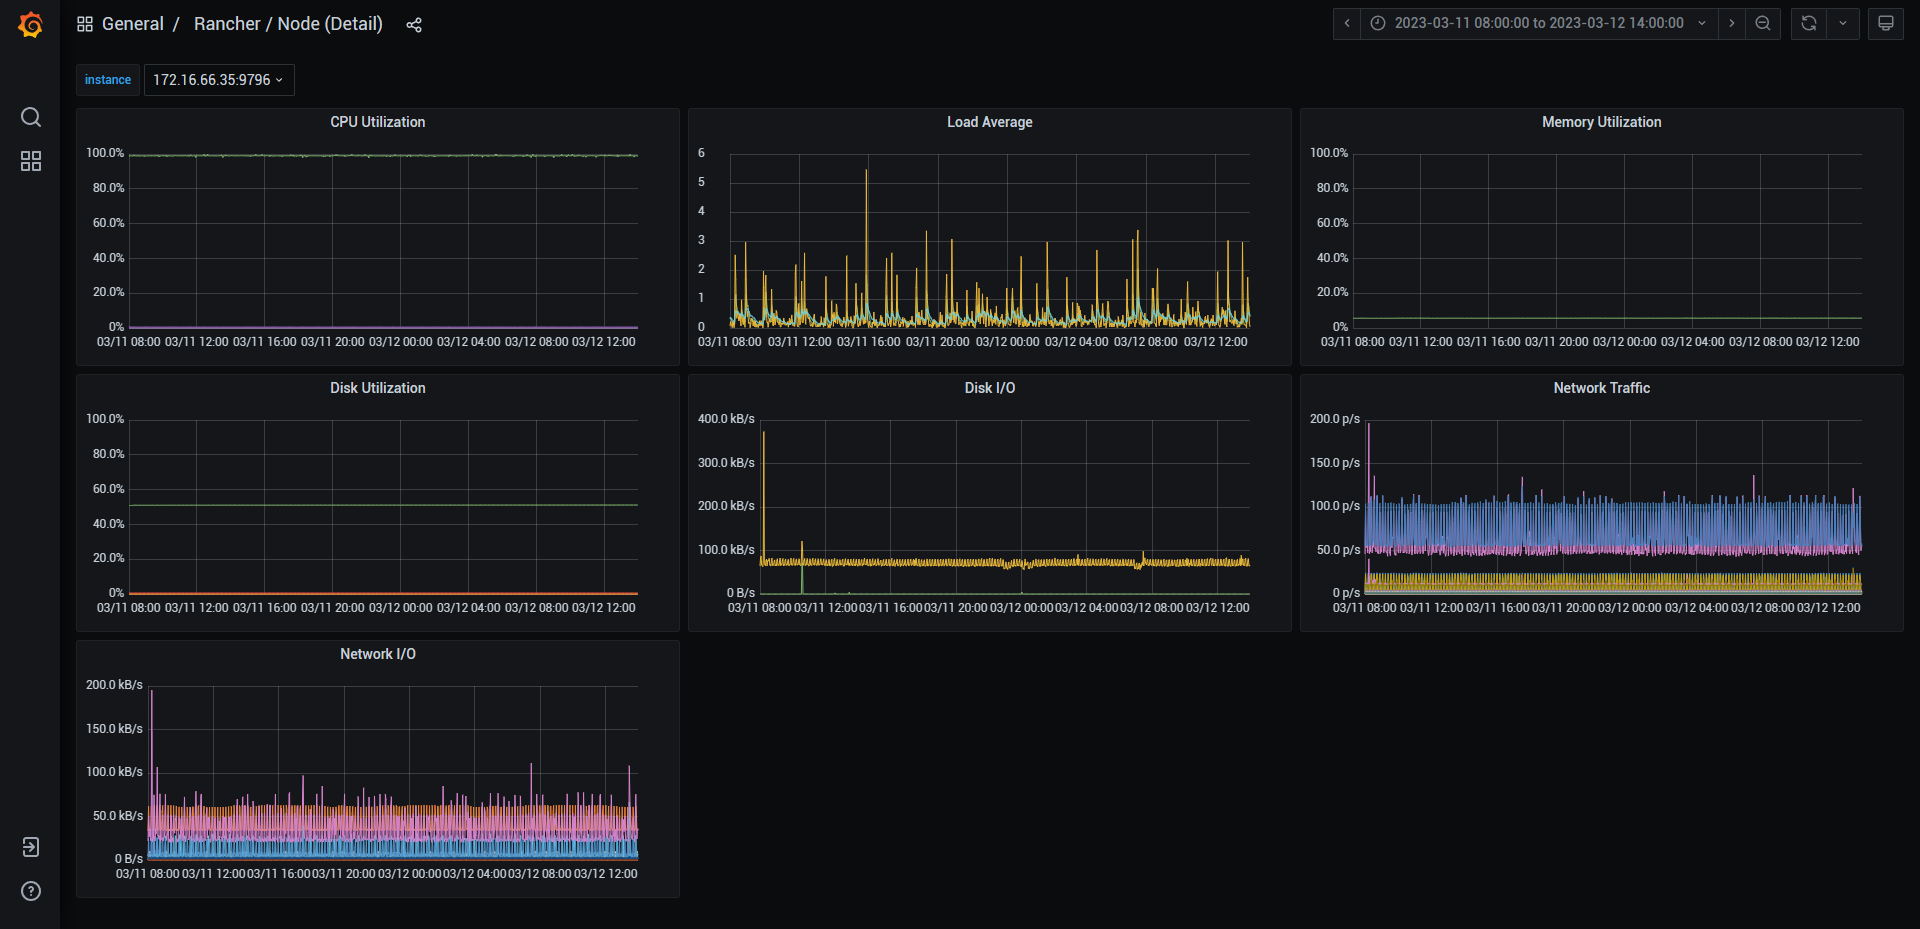 General / Rancher / Node (Detail)
2023-03-11 08:00:00 to 2023-03-12 14:00:00
instance 172.16.66.35:9796
CPU Utilization
100.0%
80.0%
60.0%
40.0%
20.0%
0%
03/11 08:00 03/11 12:00 03/11 16:00 03/11 20:00 03/12 00:00 03/12 04:00 03/12 08:00 03/12 12:00
Load Average
6
5
4
3
2
1
0
03/11 08:00 03/11 12:00 03/11 16:00 03/11 20:00 03/12 00:00 03/12 04:00 03/12 08:00 03/12 12:00
Memory Utilization
100.0%
80.0%
60.0%
40.0%
20.0%
0%
03/11 08:00 03/11 12:00 03/11 16:00 03/11 20:00 03/12 00:00 03/12 04:00 03/12 08:00 03/12 12:00
Disk Utilization
100.0%
80.0%
60.0%
40.0%
20.0%
0%
03/11 08:00 03/11 12:00 03/11 16:00 03/11 20:00 03/12 00:00 03/12 04:00 03/12 08:00 03/12 12:00
Disk I/O
400.0 kB/s
300.0 kB/s
200.0 kB/s
100.0 kB/s
0 B/s
03/11 08:00 03/11 12:00 03/11 16:00 03/11 20:00 03/12 00:00 03/12 04:00 03/12 08:00 03/12 12:00
Network Traffic
200.0 p/s
150.0 p/s
100.0 p/s
50.0 p/s
0 p/s
03/11 08:00 03/11 12:00 03/11 16:00 03/11 20:00 03/12 00:00 03/12 04:00 03/12 08:00 03/12 12:00
Network I/O
200.0 kB/s
150.0 kB/s
100.0 kB/s
50.0 kB/s
0 B/s
03/11 08:00 03/11 12:00 03/11 16:00 03/11 20:00 03/12 00:00 03/12 04:00 03/12 08:00 03/12 12:00